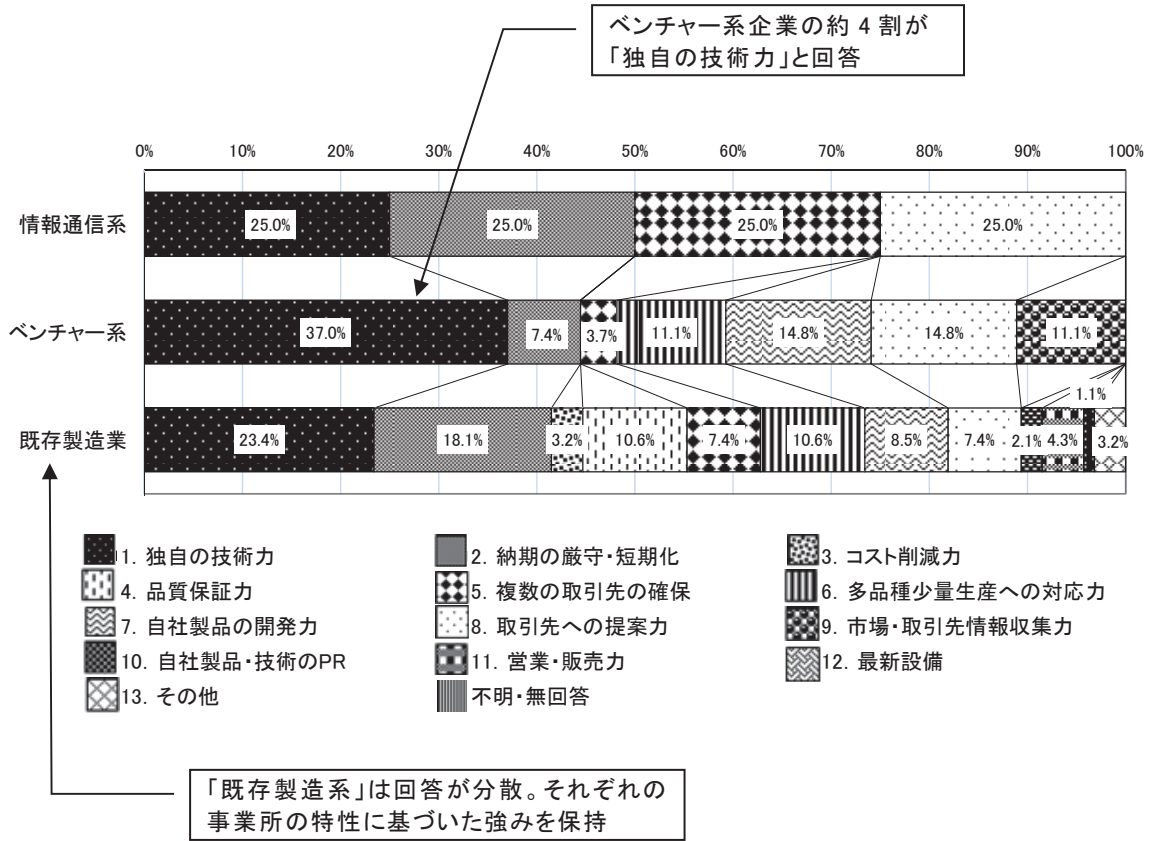 ベンチャー系企業の約４割が
「独自の技術力」と回答
0% 10% 20% 30% 40% 50% 60% 70% 80% 90% 100%
情報通信系 25.0% 25.0% 25.0% 25.0%
ベンチャー系 37.0% 7.4% 3.7% 11.1% 14.8% 14.8% 11.1%
1.1%
既存製造業 23.4% 18.1% 3.2% 10.6% 7.4% 10.6% 8.5% 7.4% 2.1% 4.3% 3.2%
1. 独自の技術力 2. 納期の厳守・短期化 3. コスト削減力
4. 品質保証力 5. 複数の取引先の確保 6. 多品種少量生産への対応力
7. 自社製品の開発力 8. 取引先への提案力 9. 市場・取引先情報収集力
10. 自社製品・技術のPR 11. 営業・販売力 12. 最新設備
13. その他 不明・無回答
「既存製造系」は回答が分散。それぞれの
事業所の特性に基づいた強みを保持